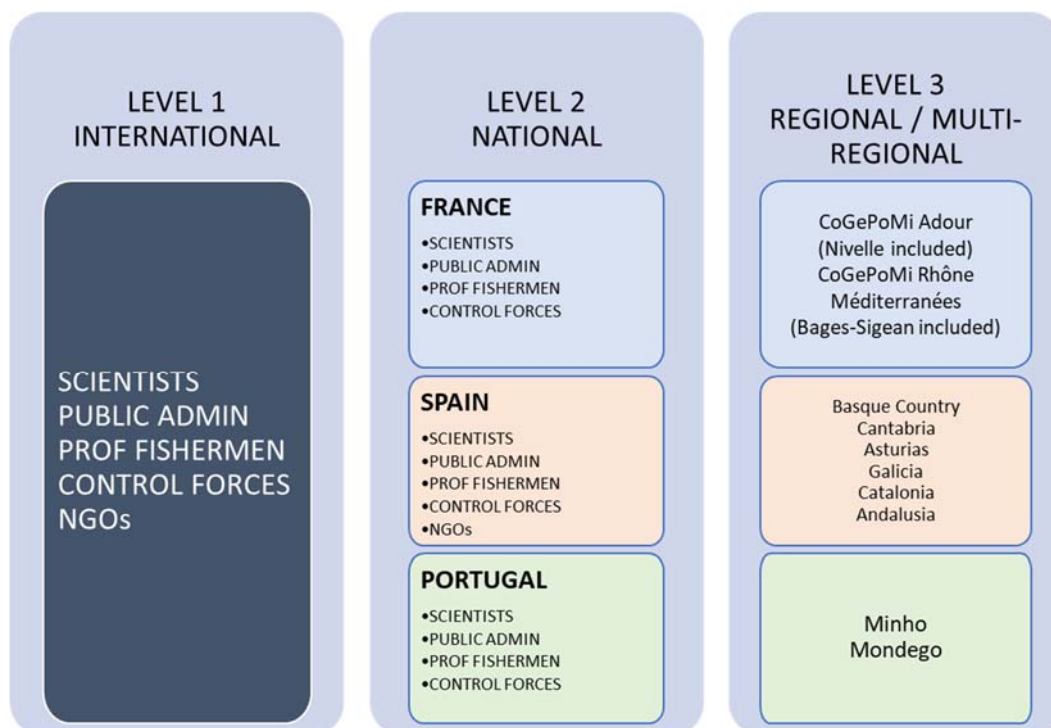 LEVEL 1
INTERNATIONAL
SCIENTISTS
PUBLIC ADMIN
PROF FISHERMEN
CONTROL FORCES
NGOs
LEVEL 2
NATIONAL
FRANCE
•SCIENTISTS
•PUBLIC ADMIN
•PROF FISHERMEN
•CONTROL FORCES
SPAIN
•SCIENTISTS
•PUBLIC ADMIN
•PROF FISHERMEN
•CONTROL FORCES
•NGOs
PORTUGAL
•SCIENTISTS
•PUBLIC ADMIN
•PROF FISHERMEN
•CONTROL FORCES
LEVEL 3
REGIONAL / MULTI-
REGIONAL
CoGePoMi Adour
(Nivelle included)
CoGePoMi Rhône
Méditerranées
(Bages-Sigean included)
Basque Country
Cantabria
Asturias
Galicia
Catalonia
Andalusia
Minho
Mondego